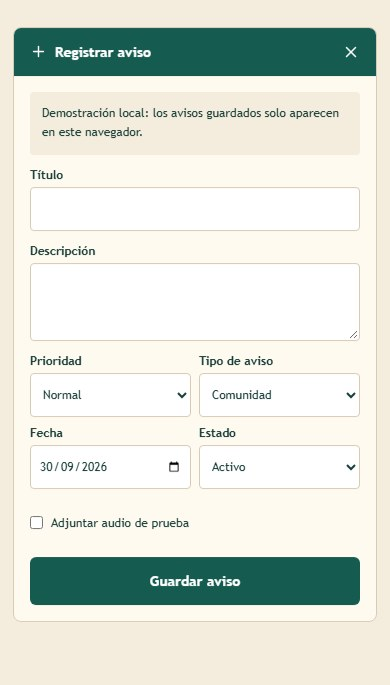 Registrar aviso
Demostración local: los avisos guardados solo aparecen
en este navegador.
Título
Descripción
Prioridad
Tipo de aviso
Normal
Comunidad
Fecha
Estado
30/09/2026
Activo
Adjuntar audio de prueba
Guardar aviso